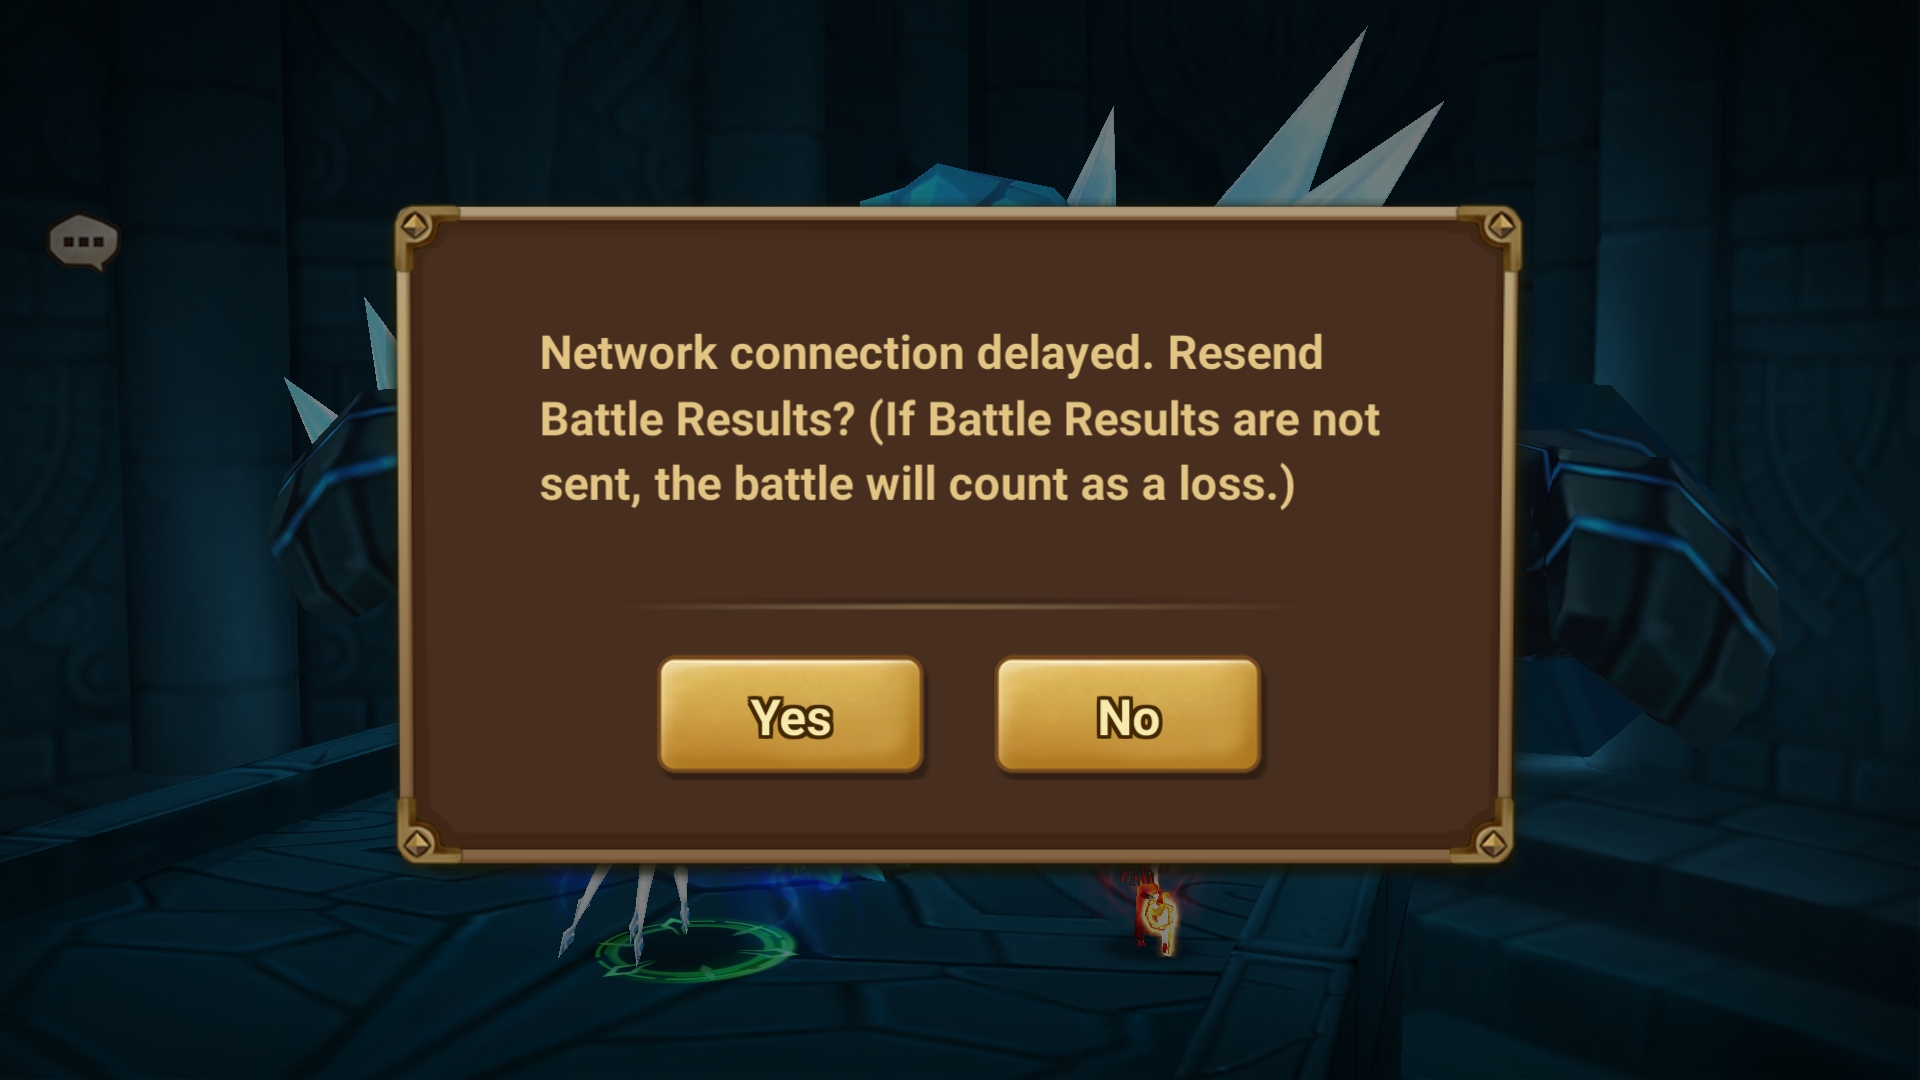 Network connection delayed. Resend
Battle Results? (If Battle Results are not
sent, the battle will count as a loss.)
Yes
No